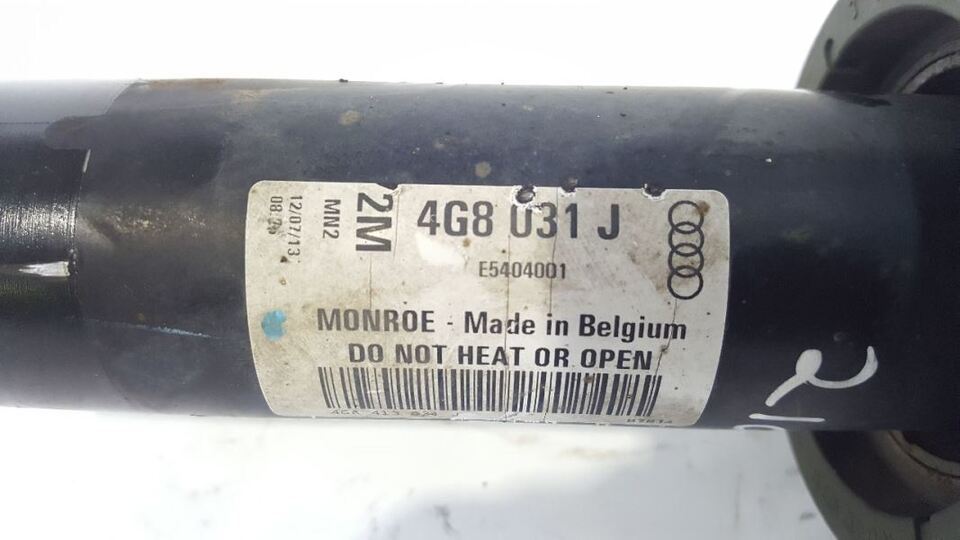 4G8 031 J
E5404001
MONROE - Made in Belgium
DO NOT HEAT OR OPEN
2M
MN2
12/07/13